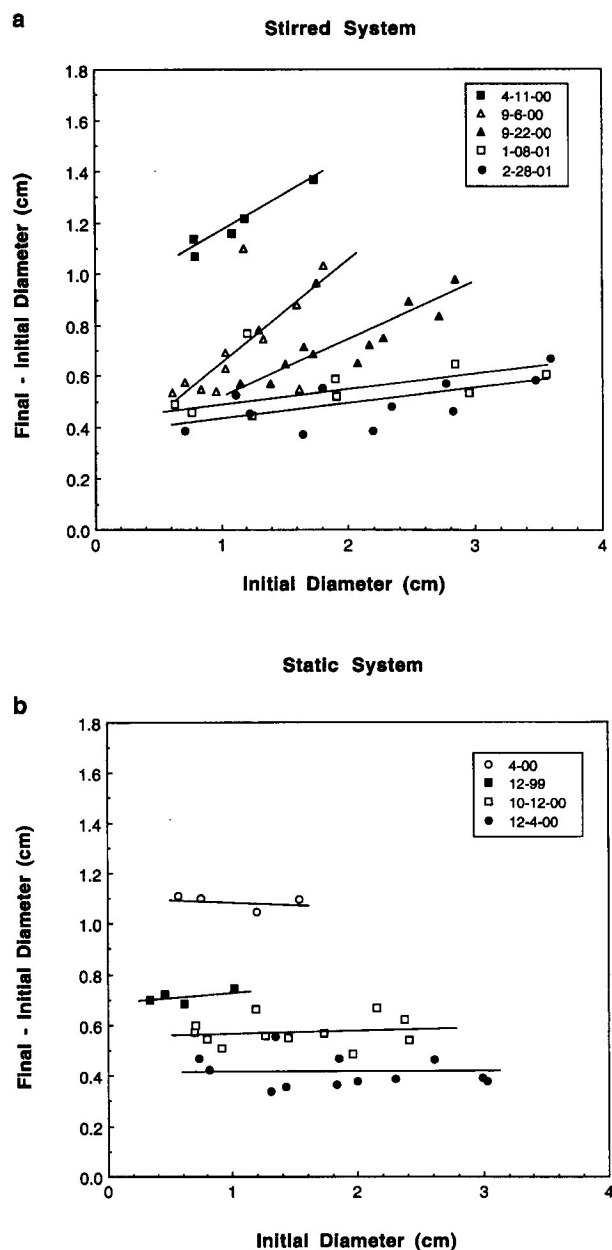 a
Stirred System
1.8
1.6
1.4
1.2
1.0
0.8
0.6
0.4
0.2
0.0
4-11-00
9-6-00
9-22-00
1-08-01
2-28-01
Final - Initial Diameter (cm)
0 1 2 3 4
Initial Diameter (cm)
Static System
b
1.8
1.6
1.4
1.2
1.0
0.8
0.6
0.4
0.2
0.0
4-00
12-99
10-12-00
12-4-00
Final - Initial Diameter (cm)
0 1 2 3 4
Initial Diameter (cm)